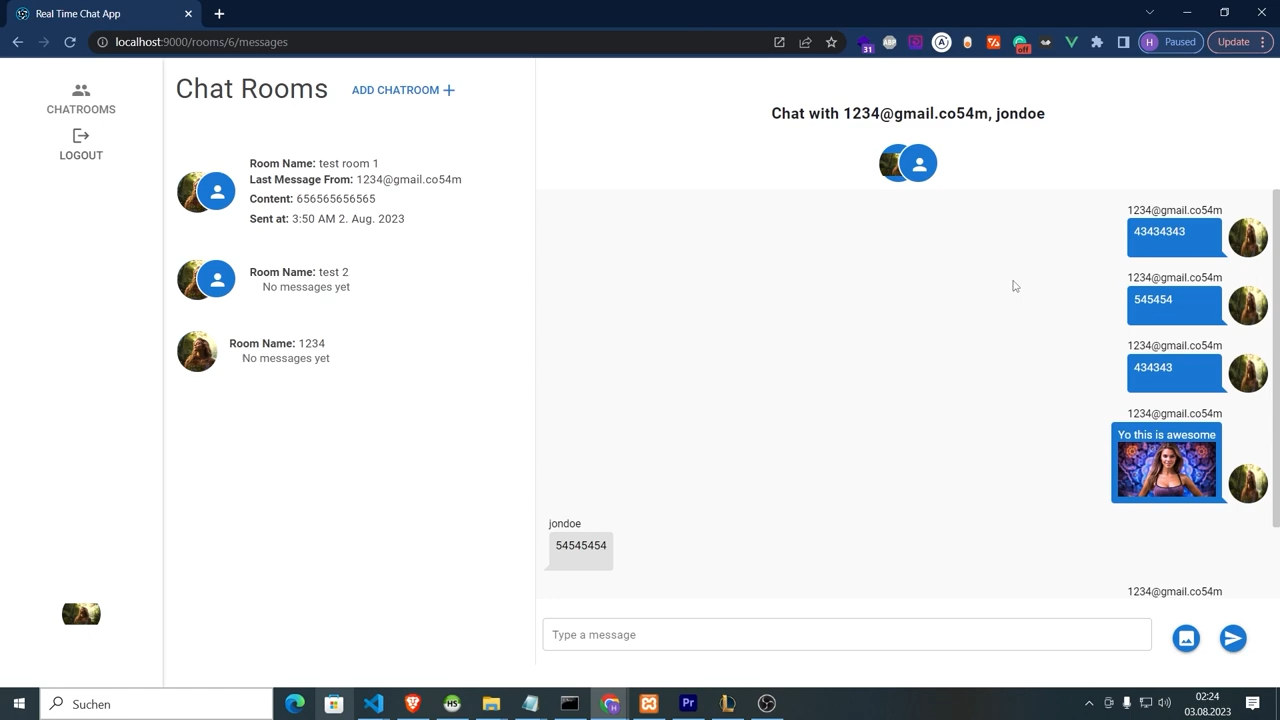 Real Time Chat App
localhost:9000/rooms/6/messages
31
off
H Paused
Update
CHATROOMS
LOGOUT
Chat Rooms
ADD CHATROOM
Room Name: test room 1
Last Message From: 1234@gmail.co54m
Content: 656565656565
Sent at: 3:50 AM 2. Aug. 2023
Room Name: test 2
No messages yet
Room Name: 1234
No messages yet
Chat with 1234@gmail.co54m, jondoe
1234@gmail.co54m
43434343
1234@gmail.co54m
545454
1234@gmail.co54m
434343
1234@gmail.co54m
Yo this is awesome
jondoe
54545454
1234@gmail.co54m
Type a message
Suchen
HS
Pr
02:24
03.08.2023